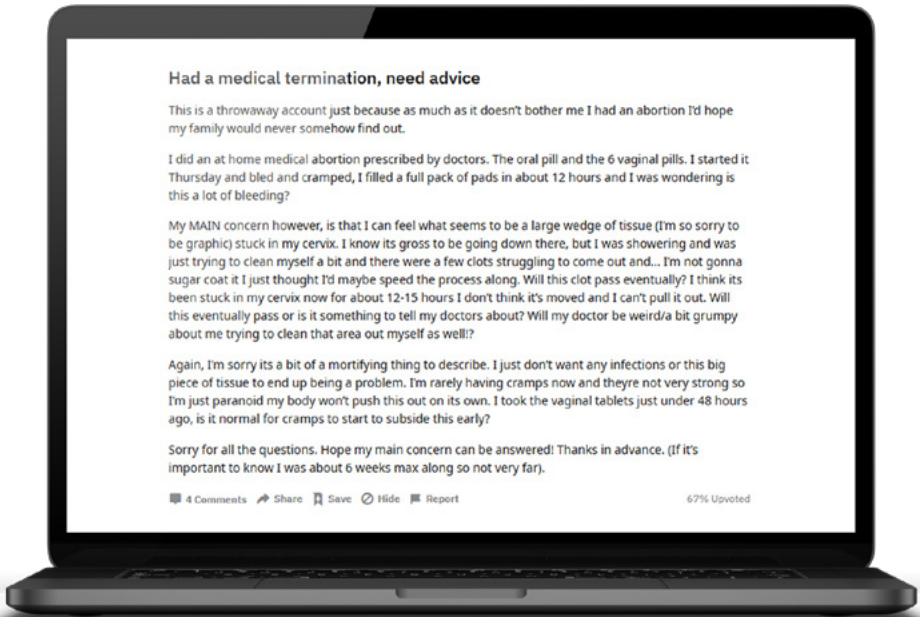 Had a medical termination, need advice
This is a throwaway account just because as much as it doesn't bother me I had an abortion I'd hope
my family would never somehow find out.
I did an at home medical abortion prescribed by doctors. The oral pill and the 6 vaginal pills. I started it
Thursday and bled and cramped, I filled a full pack of pads in about 12 hours and I was wondering is
this a lot of bleeding?
My MAIN concern however, is that I can feel what seems to be a large wedge of tissue (I'm so sorry to
be graphic) stuck in my cervix. I know its gross to be going down there, but I was showering and was
just trying to clean myself a bit and there were a few clots struggling to come out and... I'm not gonna
sugar coat it I just thought I'd maybe speed the process along. Will this clot pass eventually? I think its
been stuck in my cervix now for about 12-15 hours I don't think it's moved and I can't pull it out. Will
this eventually pass or is it something to tell my doctors about? Will my doctor be weird/a bit grumpy
about me trying to clean that area out myself as well!?
Again, I'm sorry its a bit of a mortifying thing to describe. I just don't want any infections or this big
piece of tissue to end up being a problem. I'm rarely having cramps now and theyre not very strong so
I'm just paranoid my body won't push this out on its own. I took the vaginal tablets just under 48 hours
ago, is it normal for cramps to start to subside this early?
Sorry for all the questions. Hope my main concern can be answered! Thanks in advance. (If it's
important to know I was about 6 weeks max along so not very far).
4 Comments Share Save Hide Report 67% Upvoted